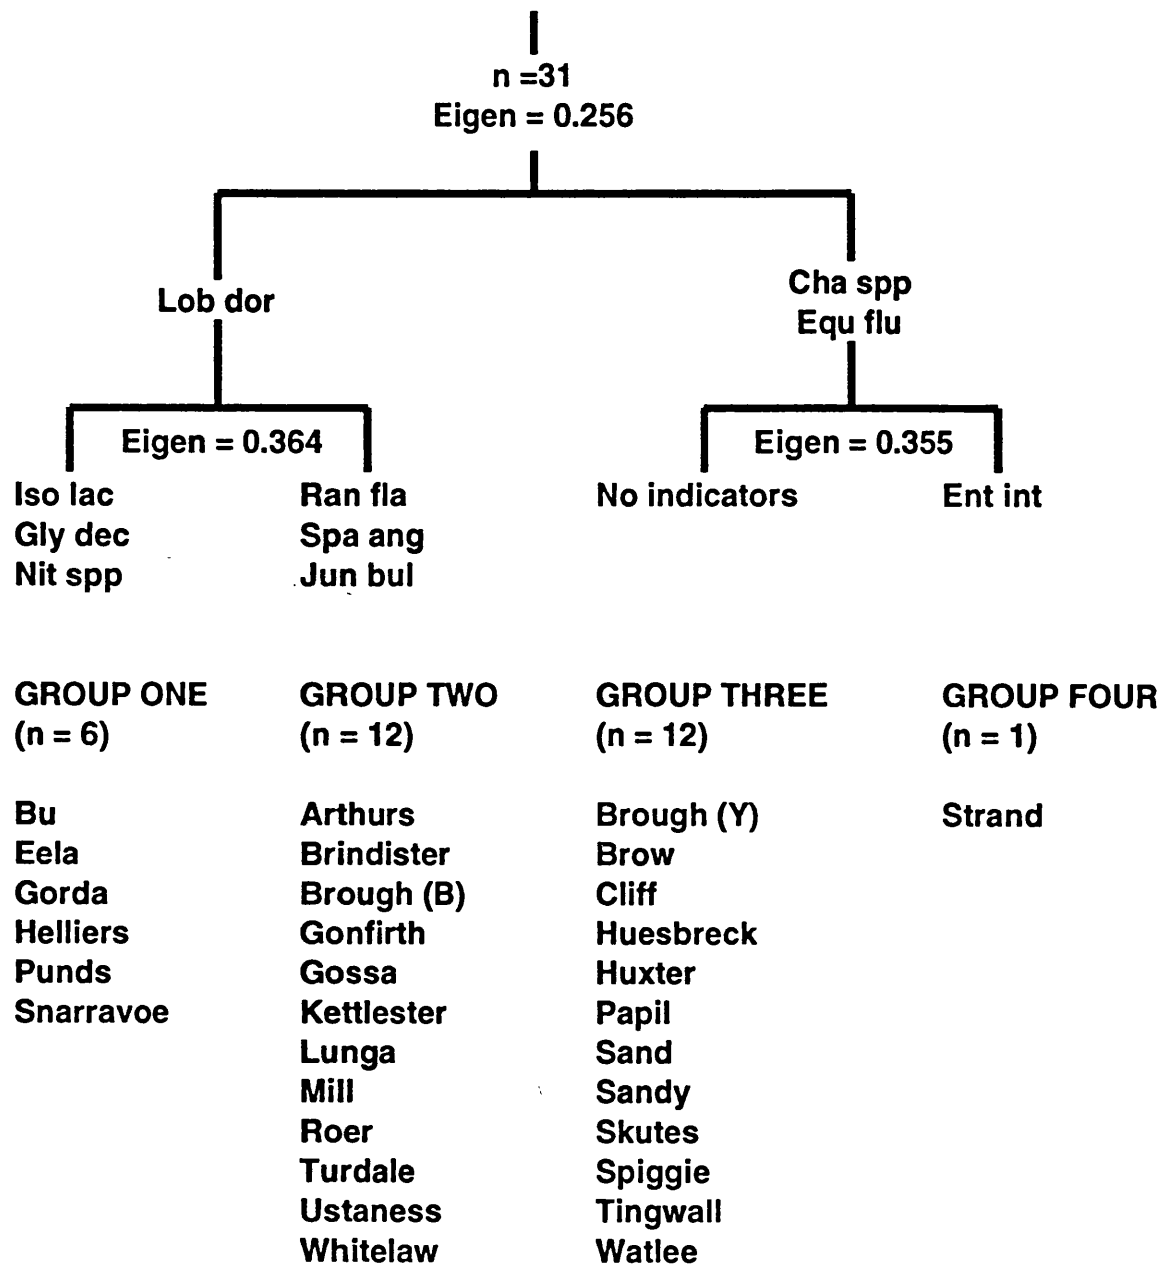 n =31
Eigen = 0.256
Lob dor
Cha spp
Equ flu
Eigen = 0.364
Eigen = 0.355
Iso lac
Gly dec
Nit spp
Ran fla
Spa ang
Jun bul
No indicators
Ent int
GROUP ONE
(n = 6)
Bu
Eela
Gorda
Helliers
Punds
Snarravoe
GROUP TWO
(n = 12)
Arthurs
Brindister
Brough (B)
Gonfirth
Gossa
Kettlester
Lunga
Mill
Roer
Turdale
Ustaness
Whitelaw
GROUP THREE
(n = 12)
Brough (Y)
Brow
Cliff
Huesbreck
Huxter
Papil
Sand
Sandy
Skutes
Spiggie
Tingwall
Watlee
GROUP FOUR
(n = 1)
Strand